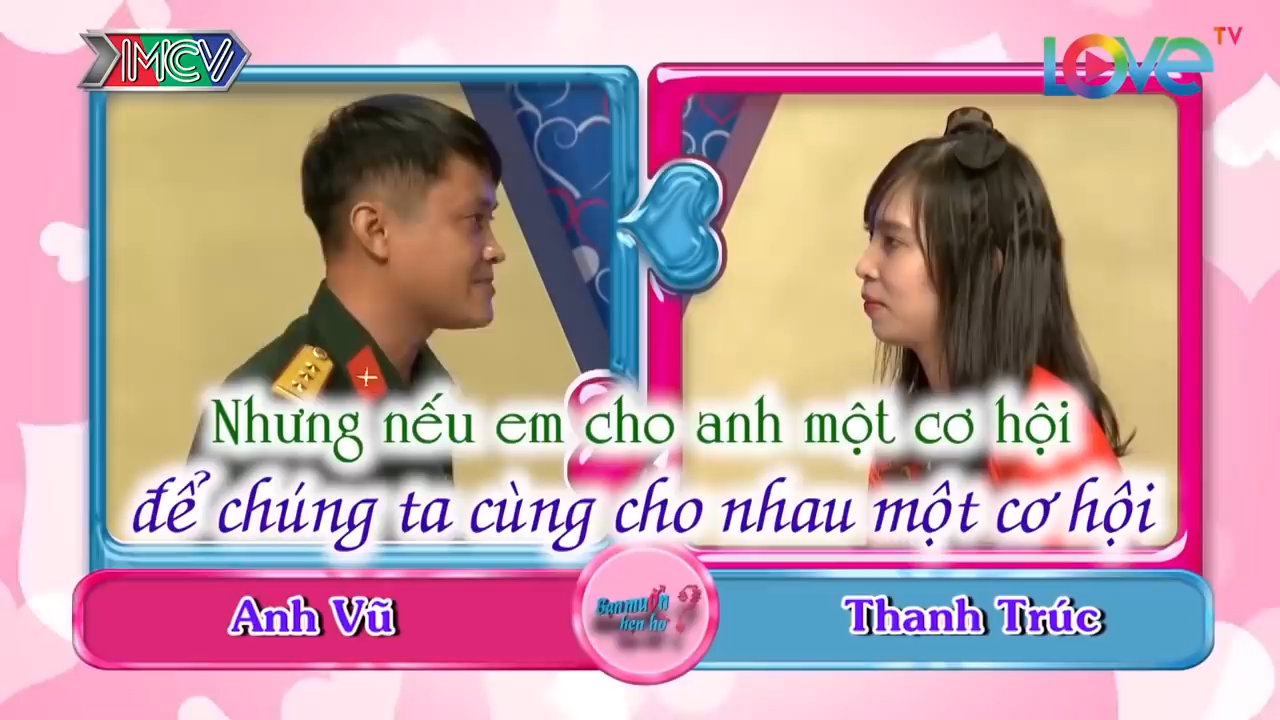 MCV
LOVE TV
Nhưng nếu em cho anh một cơ hội
để chúng ta cùng cho nhau một cơ hội
Anh Vũ
Bạn muốn
hẹn hò
?
Thanh Trúc